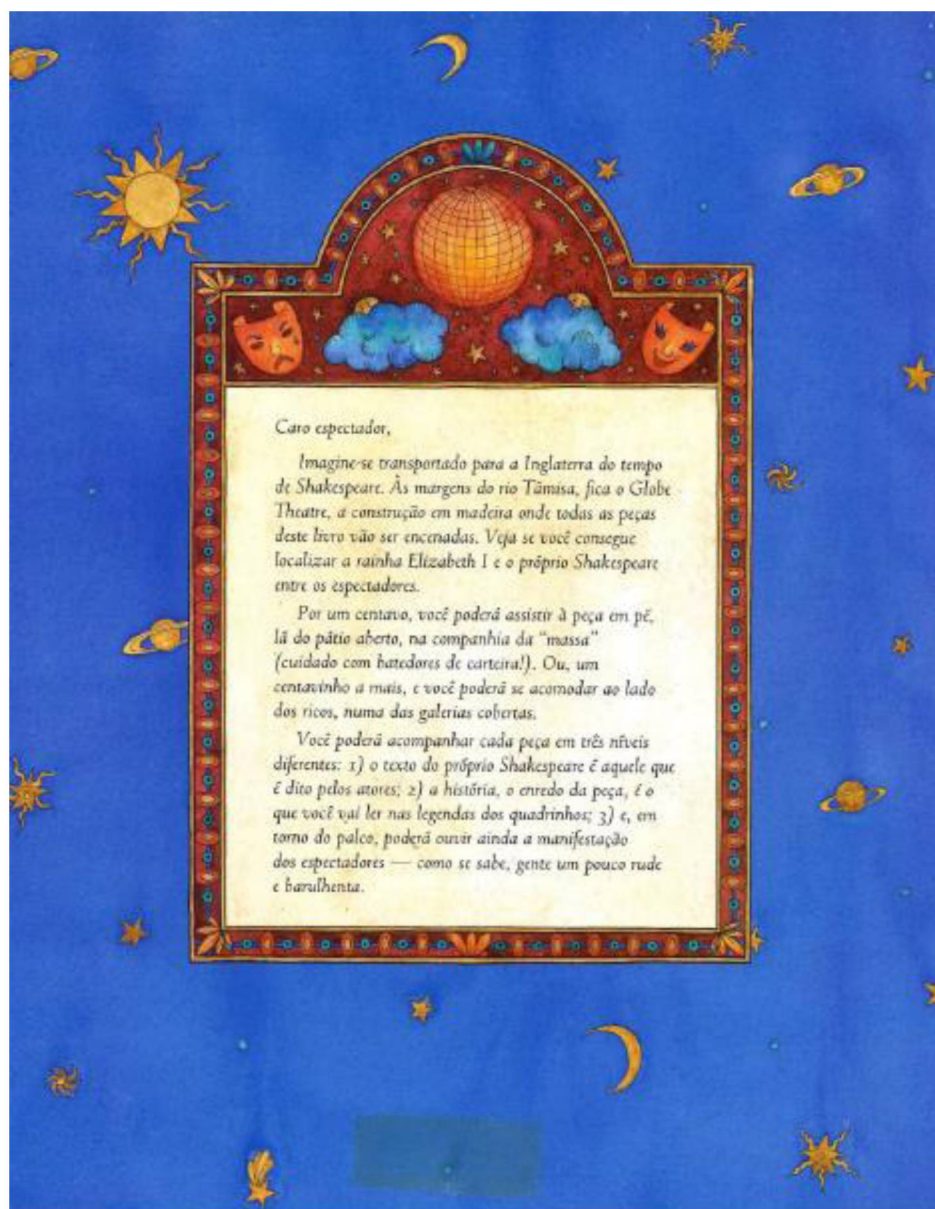 Caro espectador,
Imagine-se transportado para a Inglaterra do tempo
de Shakespeare. Às margens do rio Tâmisa, fica o Globe
Theatre, a construção em madeira onde todas as peças
deste livro vão ser encenadas. Veja se você consegue
localizar a rainha Elizabeth I e o próprio Shakespeare
entre os espectadores.
Por um centavo, você poderá assistir à peça em pé,
lá do pátio aberto, na companhia da “massa”
(cuidado com batedores de carteira!). Ou, um
centavinho a mais, e você poderá se acomodar ao lado
dos ricos, numa das galerias cobertas.
Você poderá acompanhar cada peça em três níveis
diferentes: 1) o texto do próprio Shakespeare é aquele que
é dito pelos atores; 2) a história, o enredo da peça, é o
que você vai ler nas legendas dos quadrinhos; 3) e, em
torno do palco, poderá ouvir ainda a manifestação
dos espectadores — como se sabe, gente um pouco rude
e barulhenta.